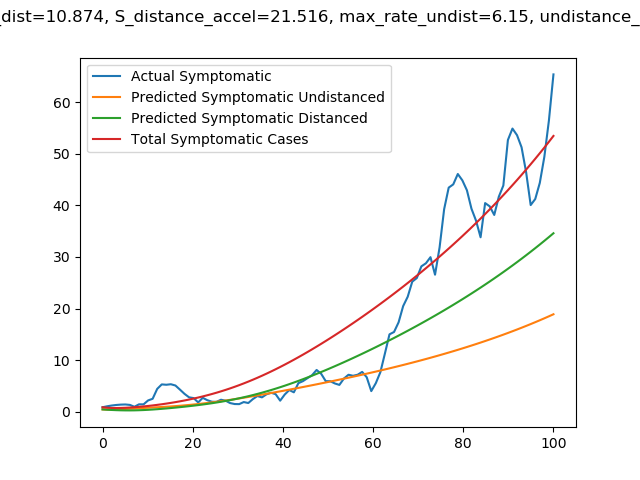 _dist=10.874, S_distance_accel=21.516, max_rate_undist=6.15, undistance_
Actual Symptomatic
Predicted Symptomatic Undistanced
Predicted Symptomatic Distanced
Total Symptomatic Cases
60
50
40
30
20
10
0
0 20 40 60 80 100